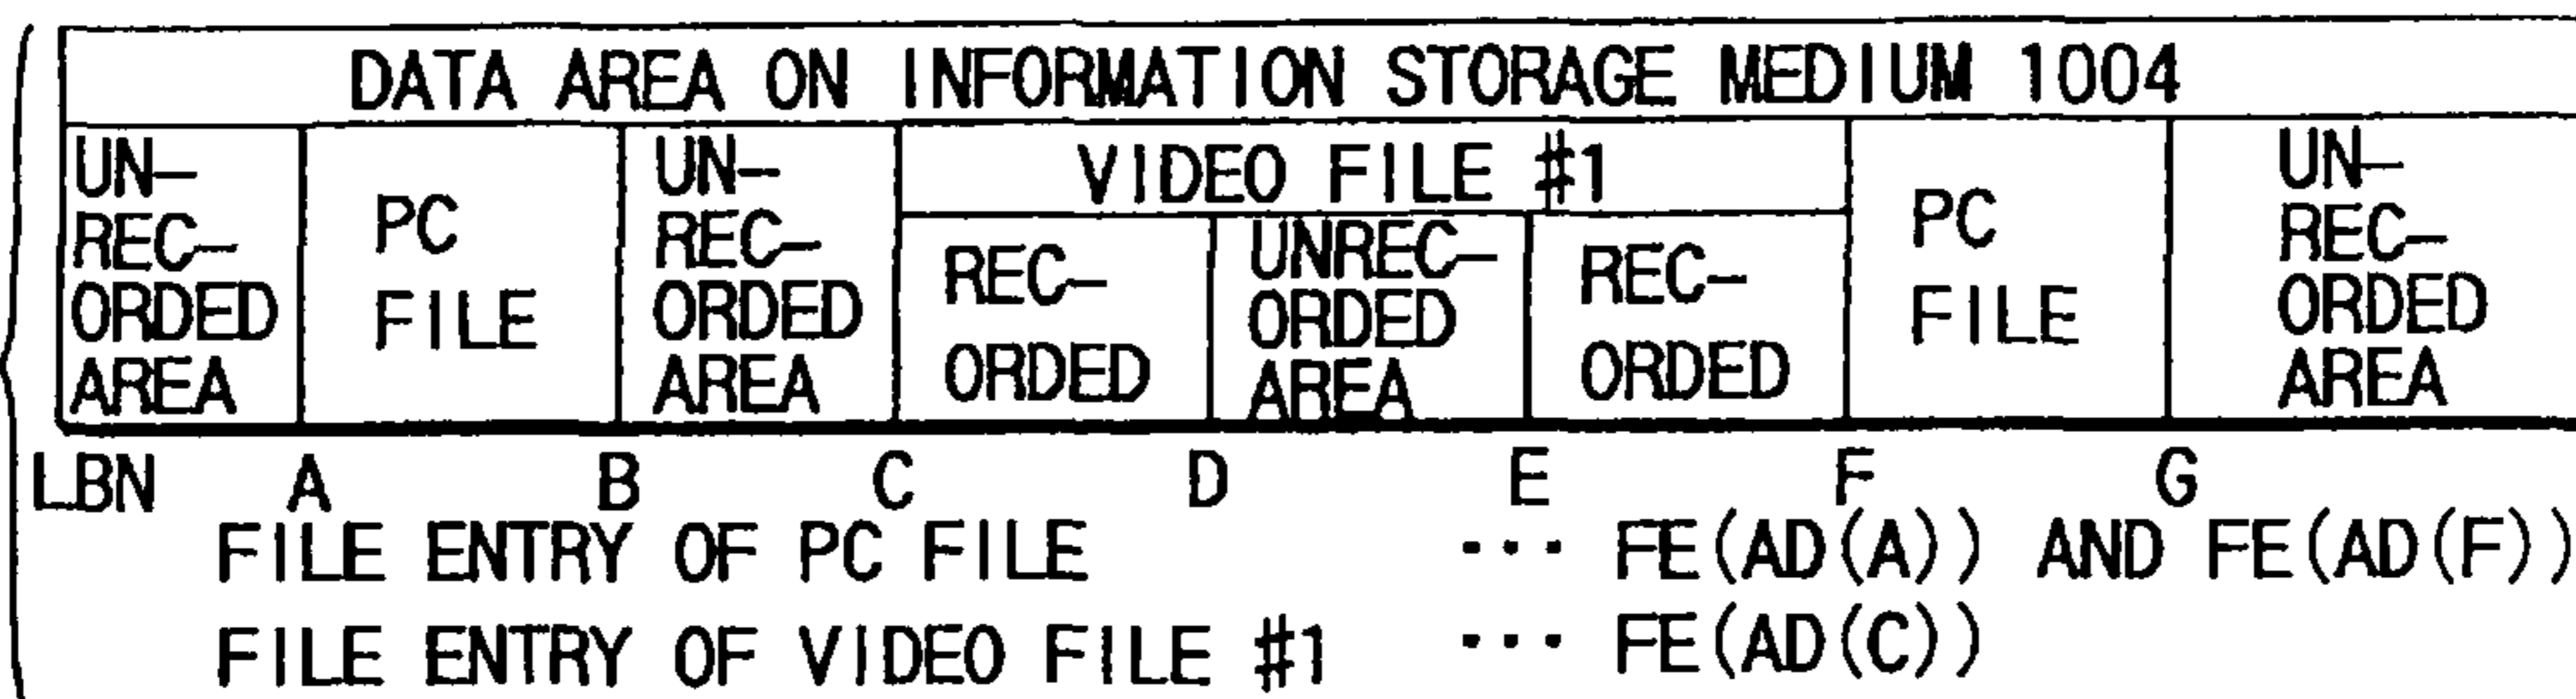 DATA AREA ON INFORMATION STORAGE MEDIUM 1004
UN-
REC-
ORDED
AREA
PC
FILE
UN-
REC-
ORDED
AREA
VIDEO FILE #1
REC-
ORDED
UNREC-
ORDED
AREA
REC-
ORDED
PC
FILE
UN-
REC-
ORDED
AREA
LBN A B C D E F G
FILE ENTRY OF PC FILE ··· FE(AD(A)) AND FE(AD(F))
FILE ENTRY OF VIDEO FILE #1 ··· FE(AD(C))